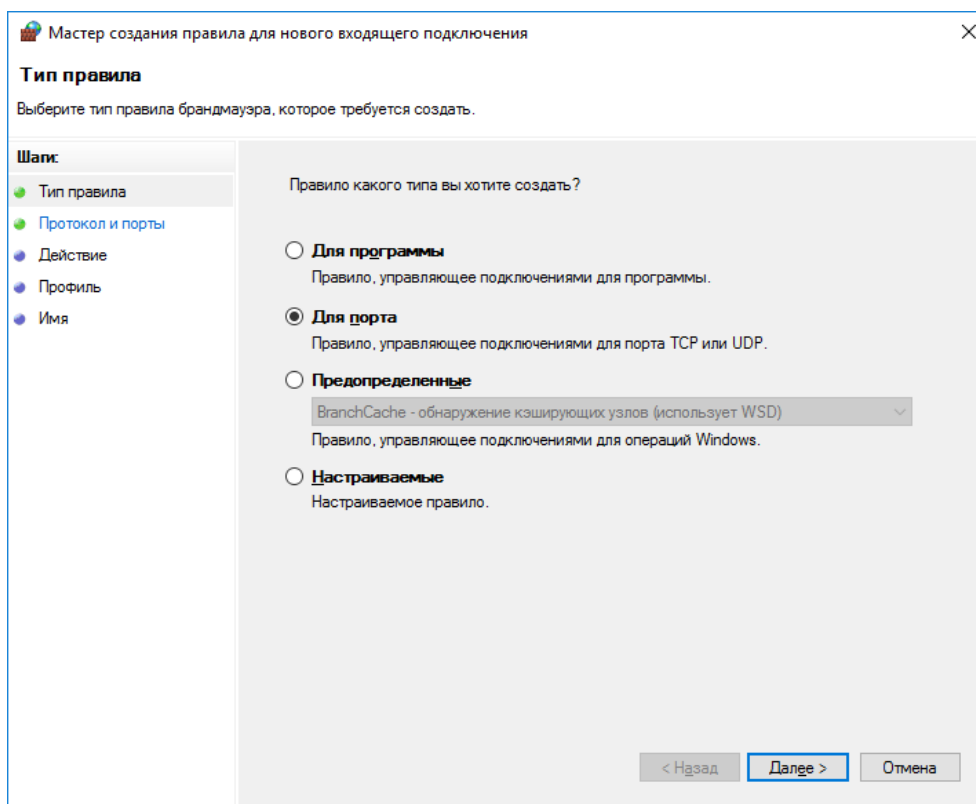 Мастер создания правила для нового входящего подключения
Тип правила
Выберите тип правила брандмауэра, которое требуется создать.
Шаги:
Тип правила
Протокол и порты
Действие
Профиль
Имя
Правило какого типа вы хотите создать?
Для программы
Правило, управляющее подключениями для программы.
Для порта
Правило, управляющее подключениями для порта TCP или UDP.
Предопределенные
BranchCache - обнаружение кэширующих узлов (использует WSD)
Правило, управляющее подключениями для операций Windows.
Настраиваемые
Настраиваемое правило.
< Назад
Далее >
Отмена